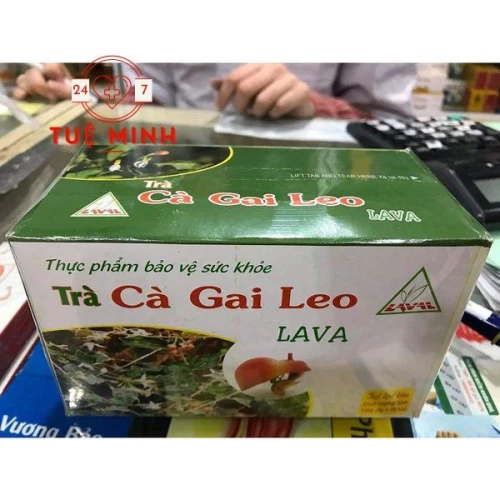 24 7
TUỆ MINH
LIFT TAB AND TEAR HERE
Trà
Cà Gai Leo
LAVA
LAVA
Thực phẩm bảo vệ sức khỏe
Trà Cà Gai Leo
LAVA
LAVA
Vương Bảo